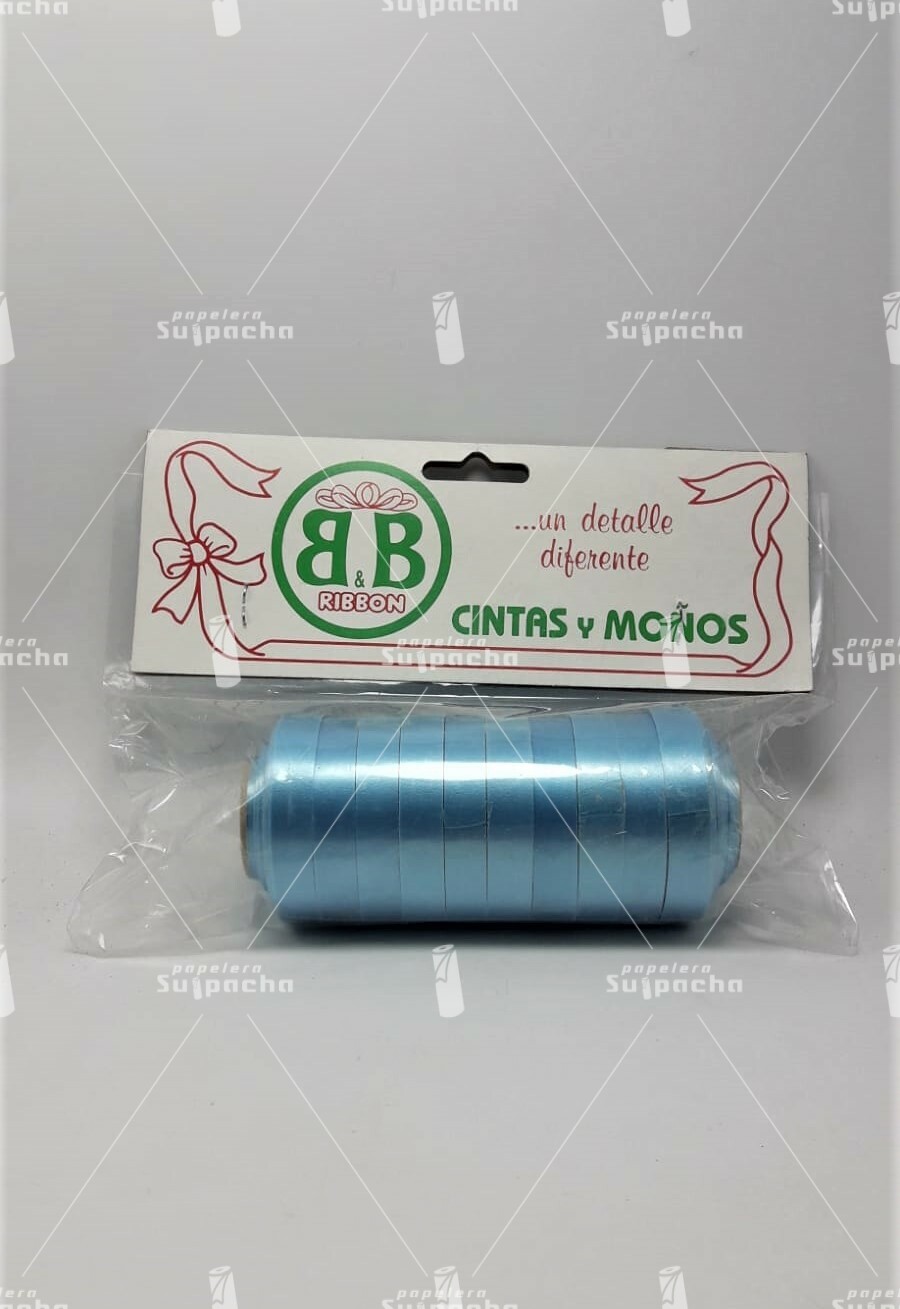 B & B
RIBBON
...un detalle
diferente
CINTAS Y MOÑOS
papelera
Suipacha